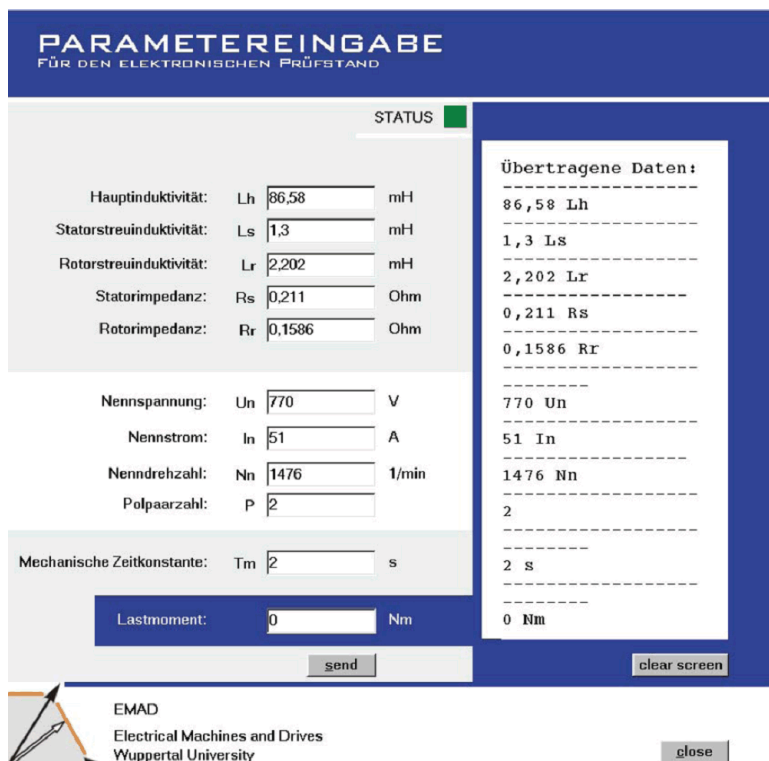 PARAMETEREINGABE
FÜR DEN ELEKTRONISCHEN PRÜFSTAND
STATUS
Hauptinduktivität: Lh 86,58 mH
Statorstreuinduktivität: Ls 1,3 mH
Rotorstreuinduktivität: Lr 2,202 mH
Statorimpedanz: Rs 0,211 Ohm
Rotorimpedanz: Rr 0,1586 Ohm
Nennspannung: Un 770 V
Nennstrom: In 51 A
Nenndrehzahl: Nn 1476 1/min
Polpaarzahl: P 2
Mechanische Zeitkonstante: Tm 2 s
Lastmoment: 0 Nm
send
Übertragene Daten:
------------------
86,58 Lh
------------------
1,3 Ls
------------------
2,202 Lr
-----------------
0,211 Rs
------------------
0,1586 Rr
------------------
--------
770 Un
------------------
51 In
-----------------
1476 Nn
------------------
2
------------------
--------
2 s
------------------
--------
0 Nm
clear screen
EMAD
Electrical Machines and Drives
Wuppertal University
close